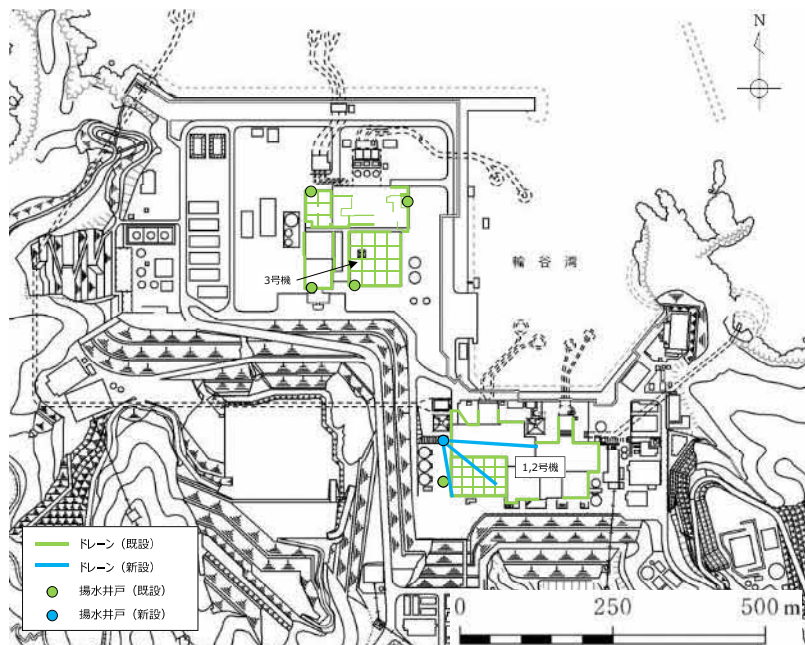 N
輪谷湾
3号機
1,2号機
ドレーン（既設）
ドレーン（新設）
揚水井戸（既設）
揚水井戸（新設）
0 250 500 m